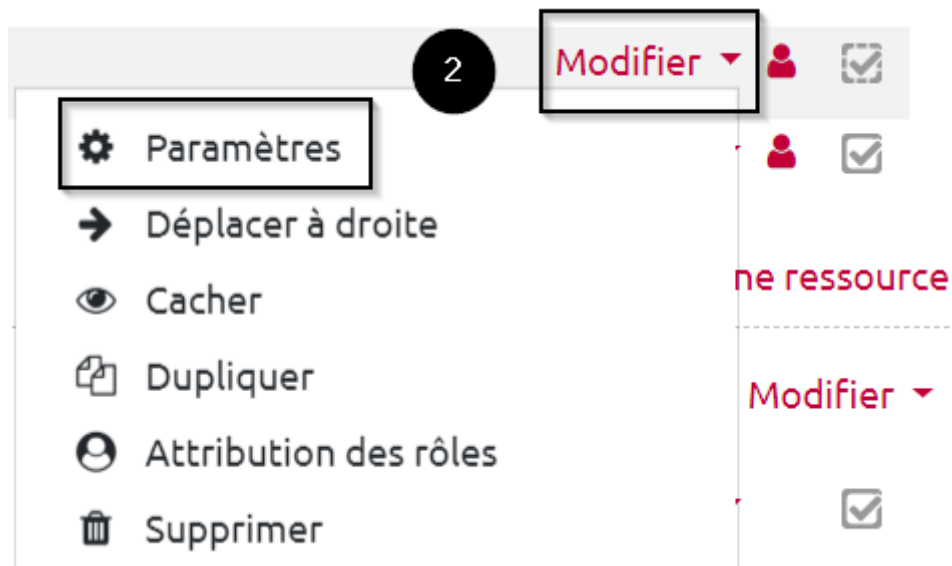 2
Modifier
Paramètres
Déplacer à droite
Cacher
ne ressource
Dupliquer
Modifier
Attribution des rôles
Supprimer